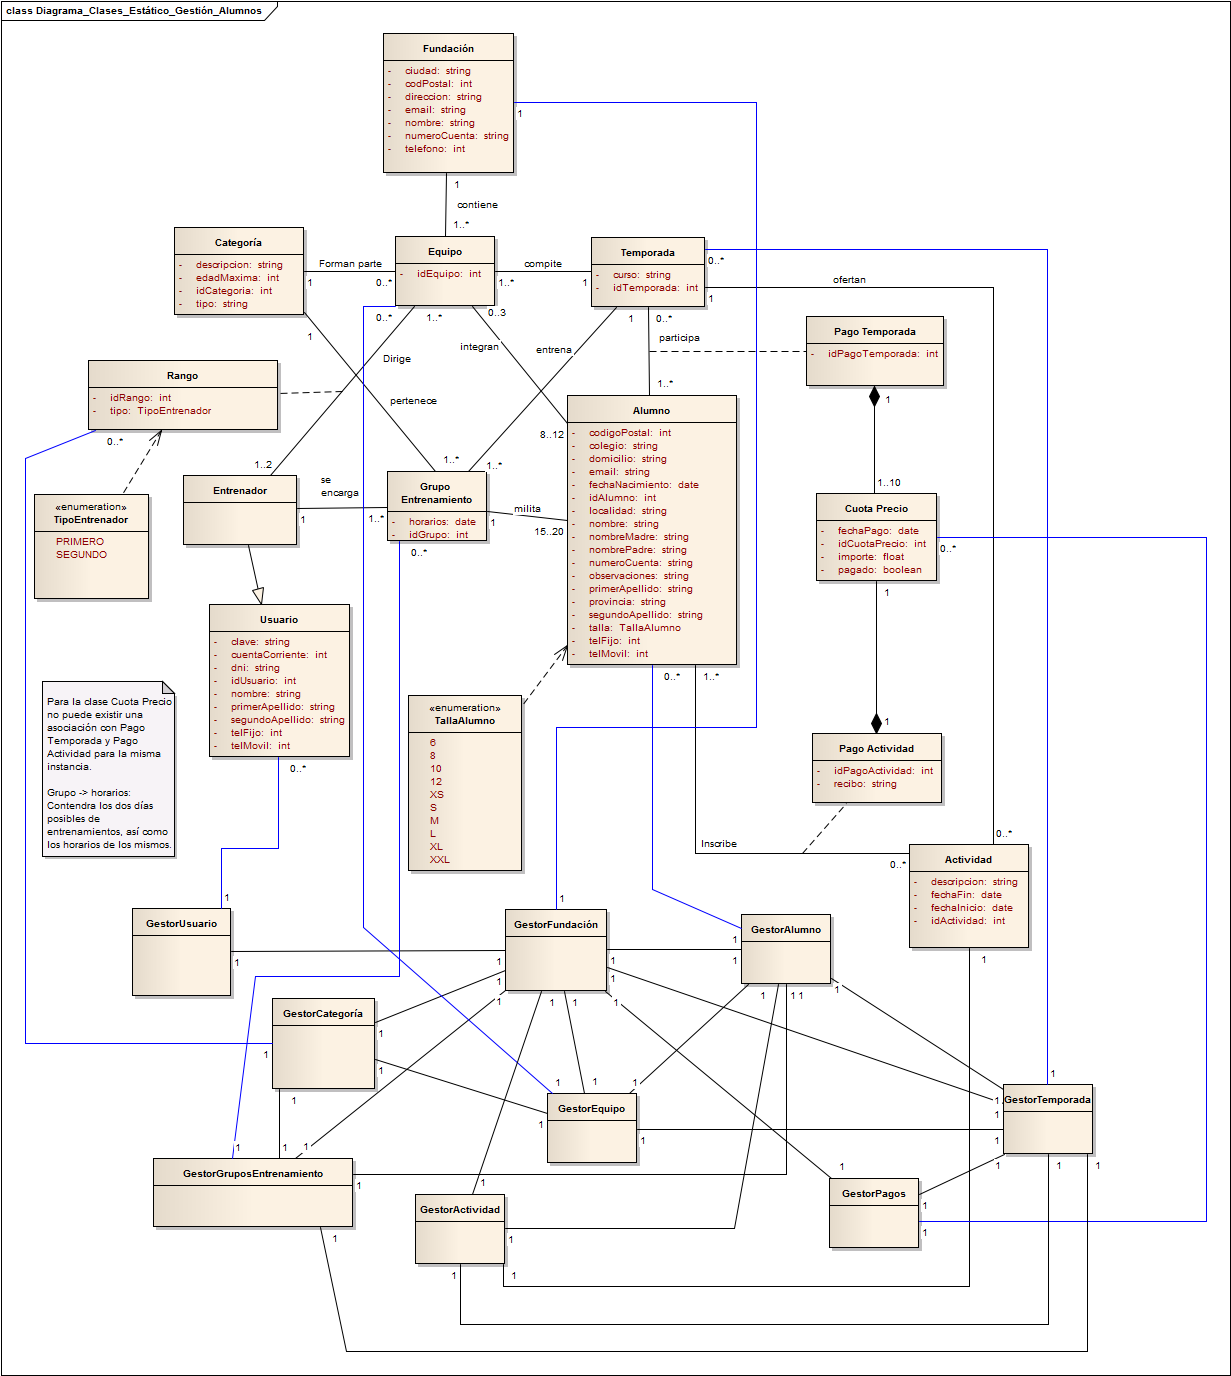 class Diagrama_Clases_Estático_Gestión_Alumnos
Fundación
- ciudad: string
- codPostal: int
- direccion: string
- email: string
- nombre: string
- numeroCuenta: string
- telefono: int
1
1
contiene
1..*
Categoría
- descripcion: string
- edadMaxima: int
- idCategoria: int
- tipo: string
Forman parte
1
0..*
Equipo
- idEquipo: int
compite
1..*
1
Temporada
- curso: string
- idTemporada: int
0..*
1
ofertan
0..*
1..*
0..3
1
0..*
participa
1..*
Pago Temporada
- idPagoTemporada: int
1
1
integran
entrena
Dirige
pertenece
Rango
- idRango: int
- tipo: TipoEntrenador
0..*
8..12
1..*
1..*
1..2
1..10
Alumno
- codigoPostal: int
- colegio: string
- domicilio: string
- email: string
- fechaNacimiento: date
- idAlumno: int
- localidad: string
- nombre: string
- nombreMadre: string
- nombrePadre: string
- numeroCuenta: string
- observaciones: string
- primerApellido: string
- provincia: string
- segundoApellido: string
- talla: TallaAlumno
- telFijo: int
- telMovil: int
«enumeration»
TipoEntrenador
PRIMERO
SEGUNDO
Entrenador
se
encarga
1
1..*
Grupo
Entrenamiento
- horarios: date
- idGrupo: int
0..*
milita
1
15..20
Cuota Precio
- fechaPago: date
- idCuotaPrecio: int
- importe: float
- pagado: boolean
0..*
1
Usuario
- clave: string
- cuentaCorriente: int
- dni: string
- idUsuario: int
- nombre: string
- primerApellido: string
- segundoApellido: string
- telFijo: int
- telMovil: int
0..*
Para la clase Cuota Precio
no puede existir una
asociación con Pago
Temporada y Pago
Actividad para la misma
instancia.
Grupo -> horarios:
Contendra los dos días
posibles de
entrenamientos, así como
los horarios de los mismos.
«enumeration»
TallaAlumno
6
8
10
12
XS
S
M
L
XL
XXL
0..*
1..*
1
Pago Actividad
- idPagoActividad: int
- recibo: string
Inscribe
0..*
0..*
Actividad
- descripcion: string
- fechaFin: date
- fechaInicio: date
- idActividad: int
1
1
GestorUsuario
1
1
GestorFundación
1
1
1
1
1
1
1
1
GestorAlumno
1
1
1
1 1
1
GestorCategoría
1
1
1
1
1
1
1
1
GestorEquipo
1
1
1
1
GestorTemporada
1
1
1
1
1
1
1
1
1
GestorGruposEntrenamiento
1
1
1
GestorActividad
1
1
1
1
GestorPagos
1
1